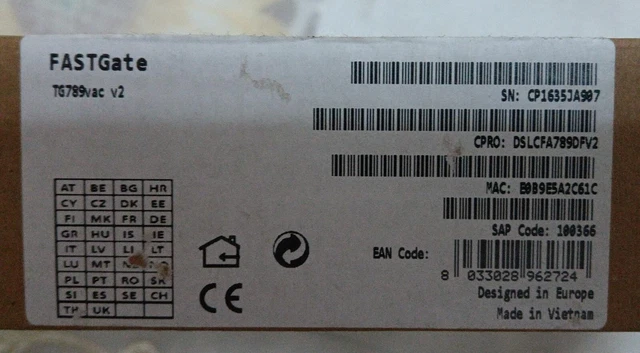 FASTGate
TG789vac v2
SN: CP1635JA907
CPRO: DSLCFA789DFV2
MAC: E0B9E5A2C61C
SAP Code: 100366
EAN Code:
8 033028 962724
Designed in Europe
Made in Vietnam
AT BE BG HR
CY CZ DK EE
FI MK FR DE
GR HU IS IE
IT LV LI LT
LU MT
PL PT RO SK
SI ES SE CH
UK
CE